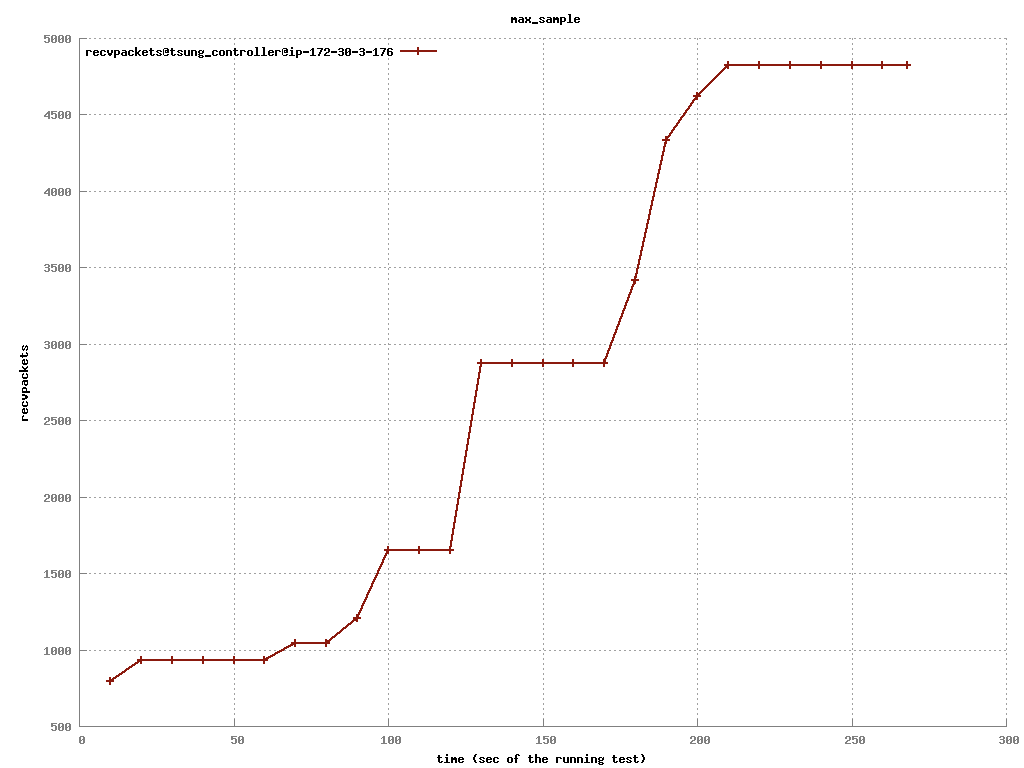 max_sample
recvpackets@tsung_controller@ip-172-30-3-176
5000
4500
4000
3500
3000
2500
2000
1500
1000
500
recvpackets
0 50 100 150 200 250 300
time (sec of the running test)